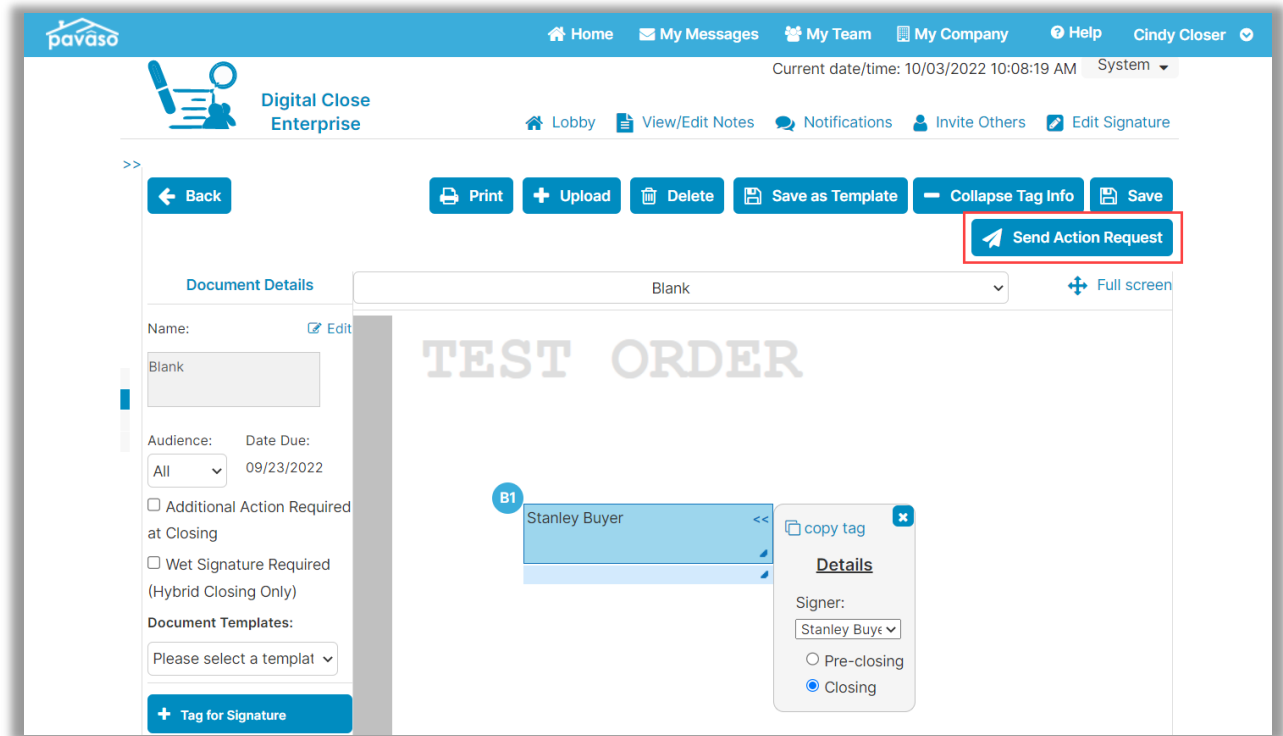 pavaso
Home My Messages My Team My Company Help Cindy Closer
Current date/time: 10/03/2022 10:08:19 AM System
Digital Close
Enterprise
Lobby View/Edit Notes Notifications Invite Others Edit Signature
>>
Back Print Upload Delete Save as Template Collapse Tag Info Save
Send Action Request
Document Details Blank Full screen
Name: Edit
Blank
TEST ORDER
Audience: Date Due:
All 09/23/2022
Additional Action Required
at Closing
Wet Signature Required
(Hybrid Closing Only)
Document Templates:
Please select a templat
Tag for Signature
B1
Stanley Buyer <<
copy tag
Details
Signer:
Stanley Buye
Pre-closing
Closing